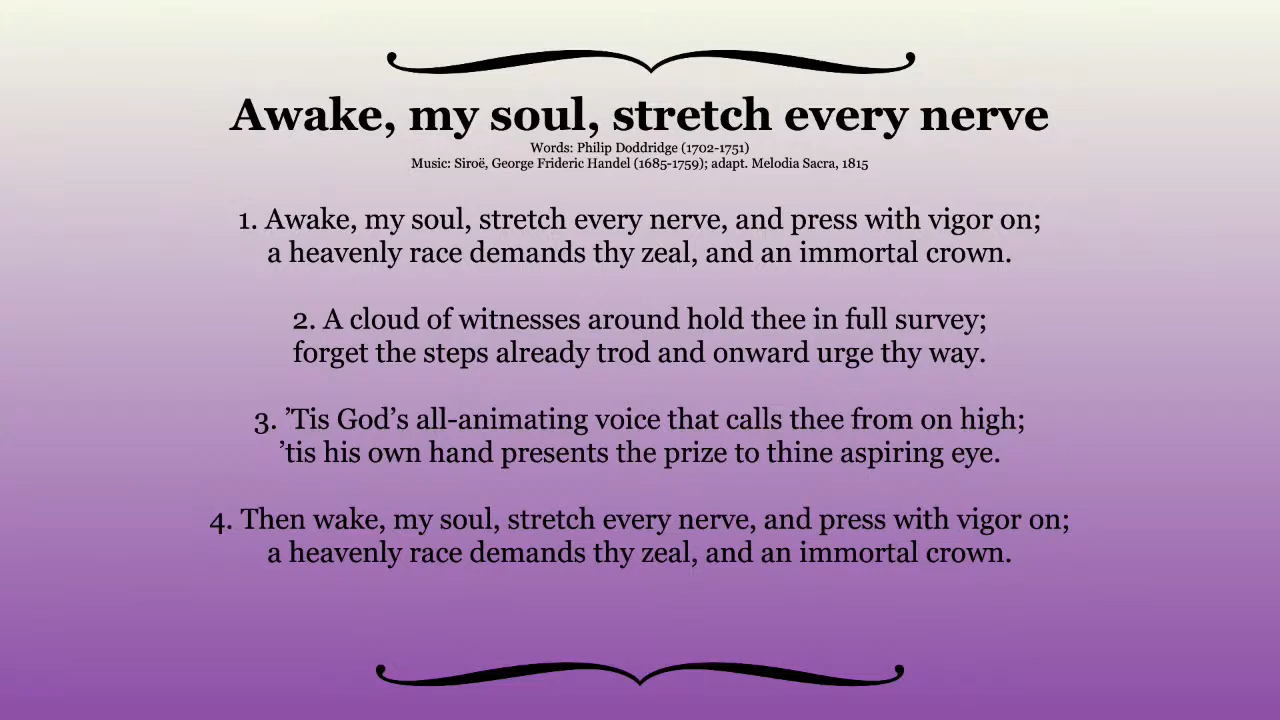 Awake, my soul, stretch every nerve
Words: Philip Doddridge (1702-1751)
Music: Siroë, George Frideric Handel (1685-1759); adapt. Melodia Sacra, 1815
1. Awake, my soul, stretch every nerve, and press with vigor on;
a heavenly race demands thy zeal, and an immortal crown.
2. A cloud of witnesses around hold thee in full survey;
forget the steps already trod and onward urge thy way.
3. ’Tis God’s all-animating voice that calls thee from on high;
’tis his own hand presents the prize to thine aspiring eye.
4. Then wake, my soul, stretch every nerve, and press with vigor on;
a heavenly race demands thy zeal, and an immortal crown.